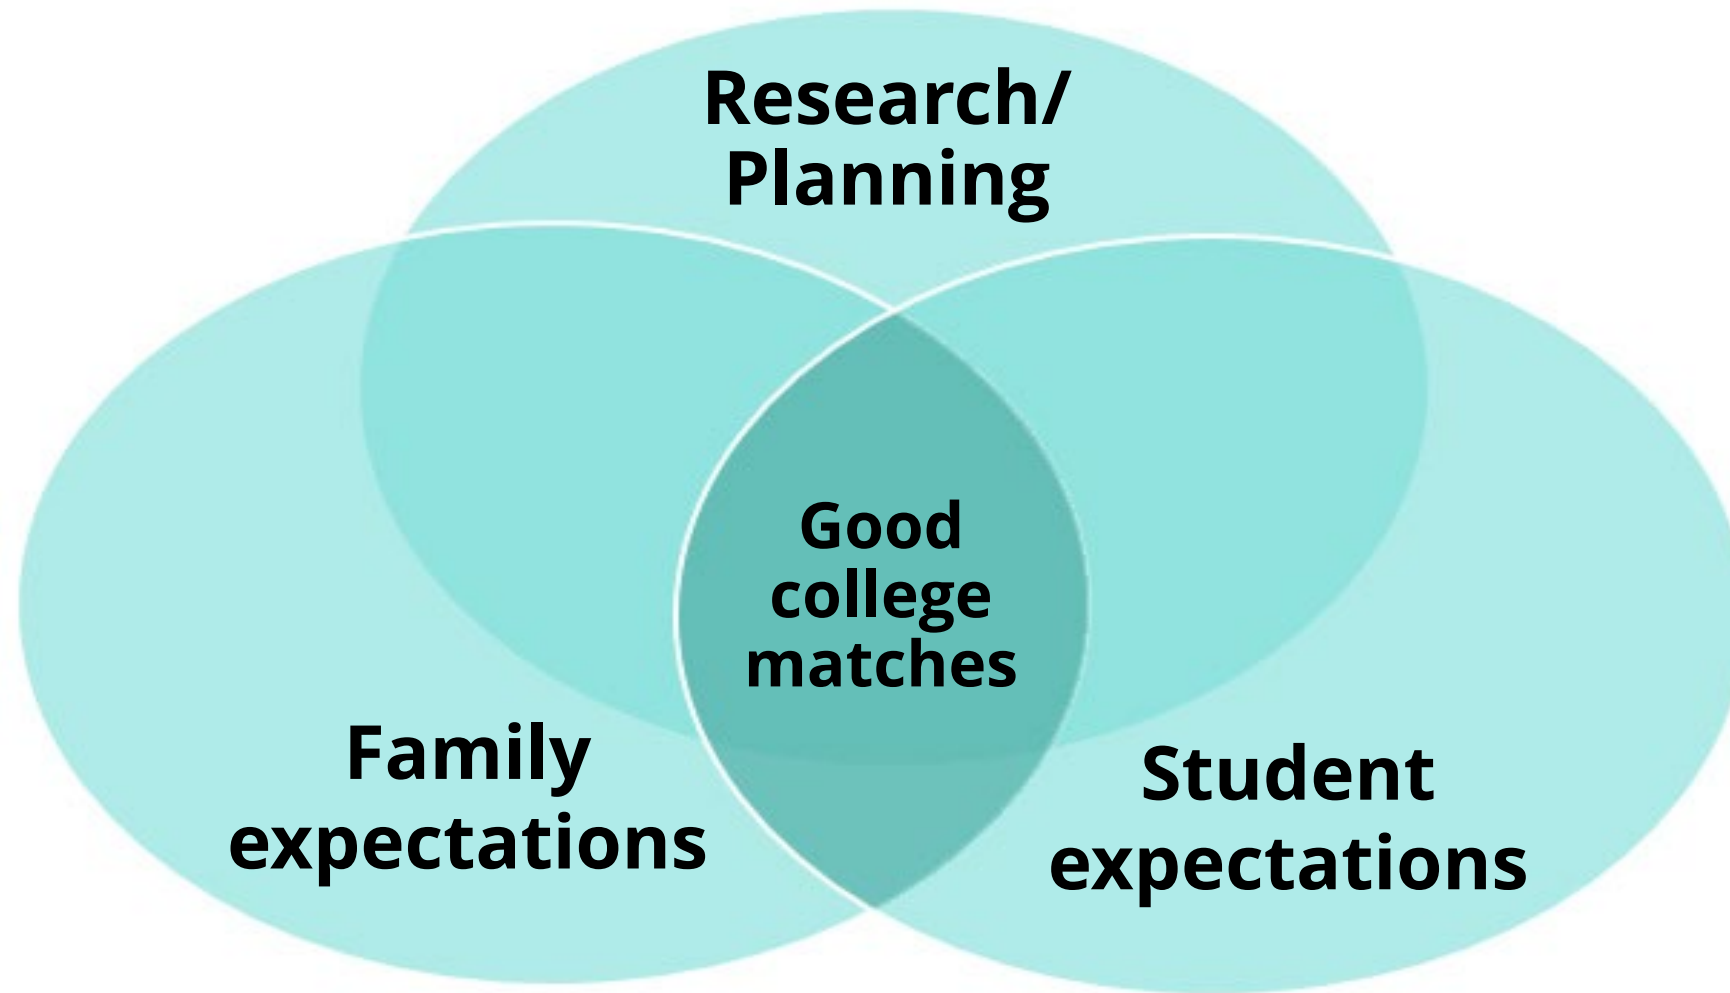 Research/
Planning
Good
college
matches
Family
expectations
Student
expectations